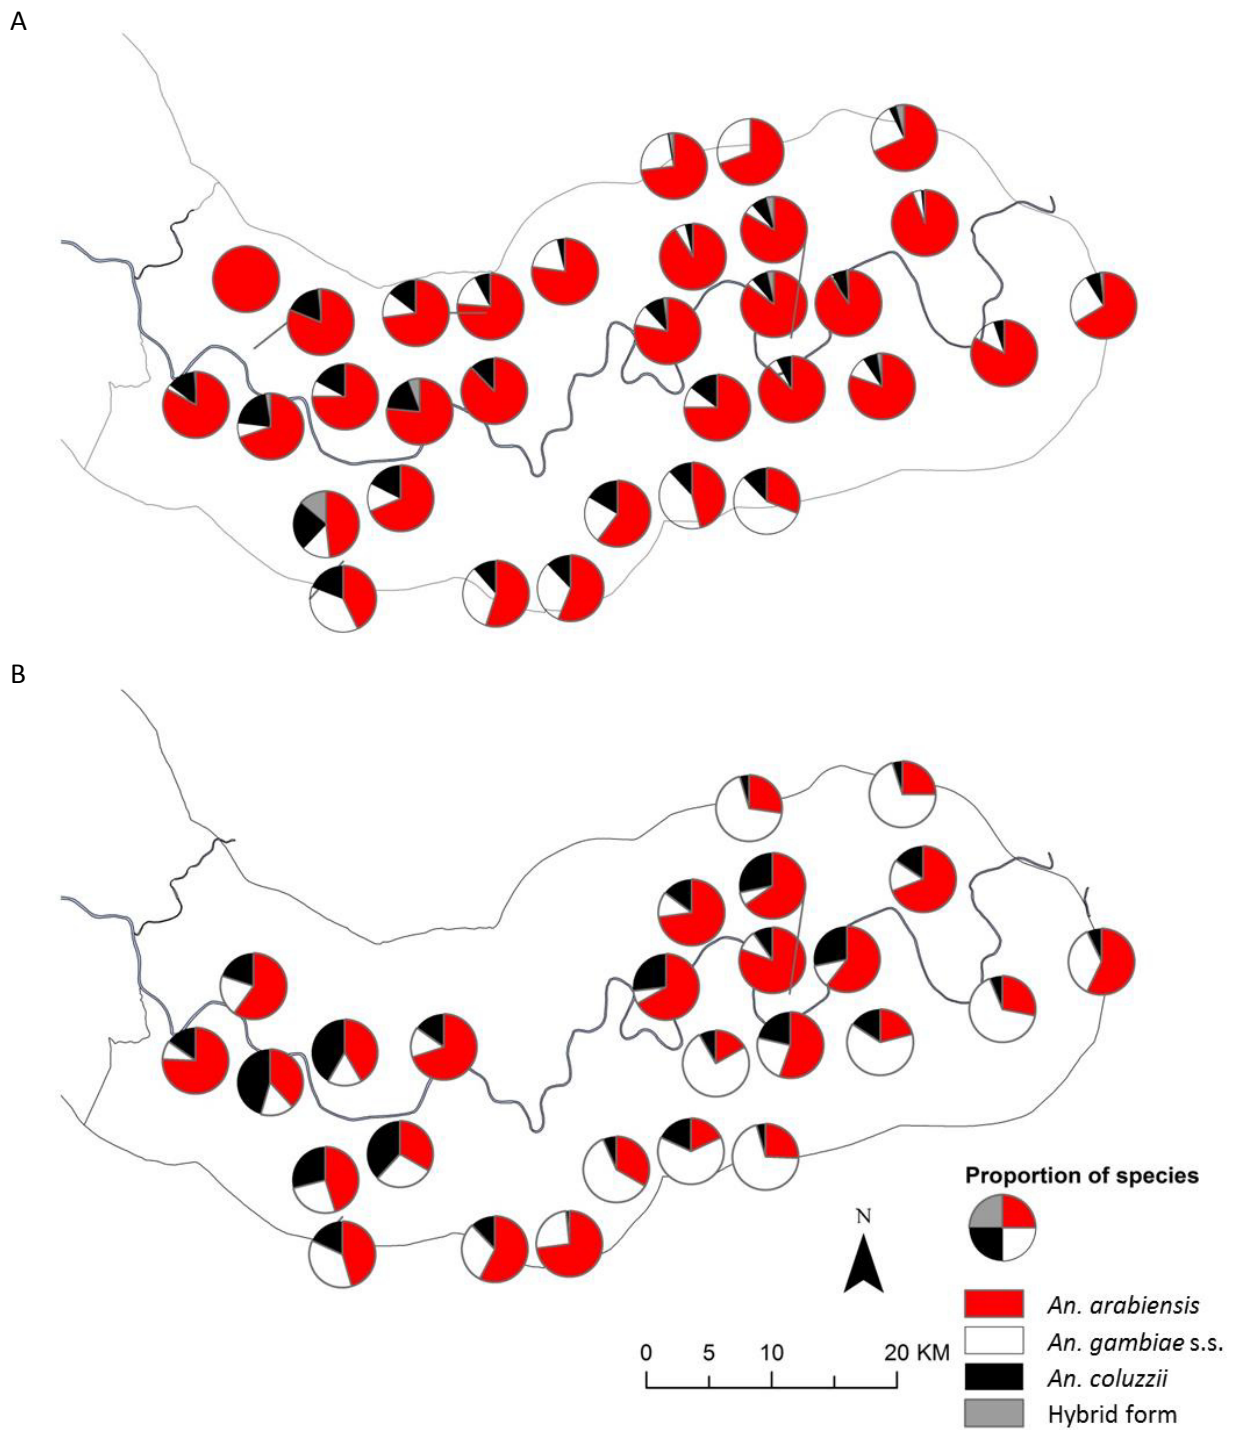 A
B
Proportion of species
N
An. arabiensis
An. gambiae s.s.
An. coluzzii
Hybrid form
0 5 10 20 KM